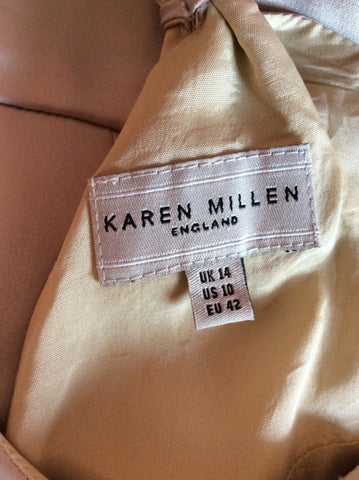 KAREN MILLEN
ENGLAND
UK 14
US 10
EU 42